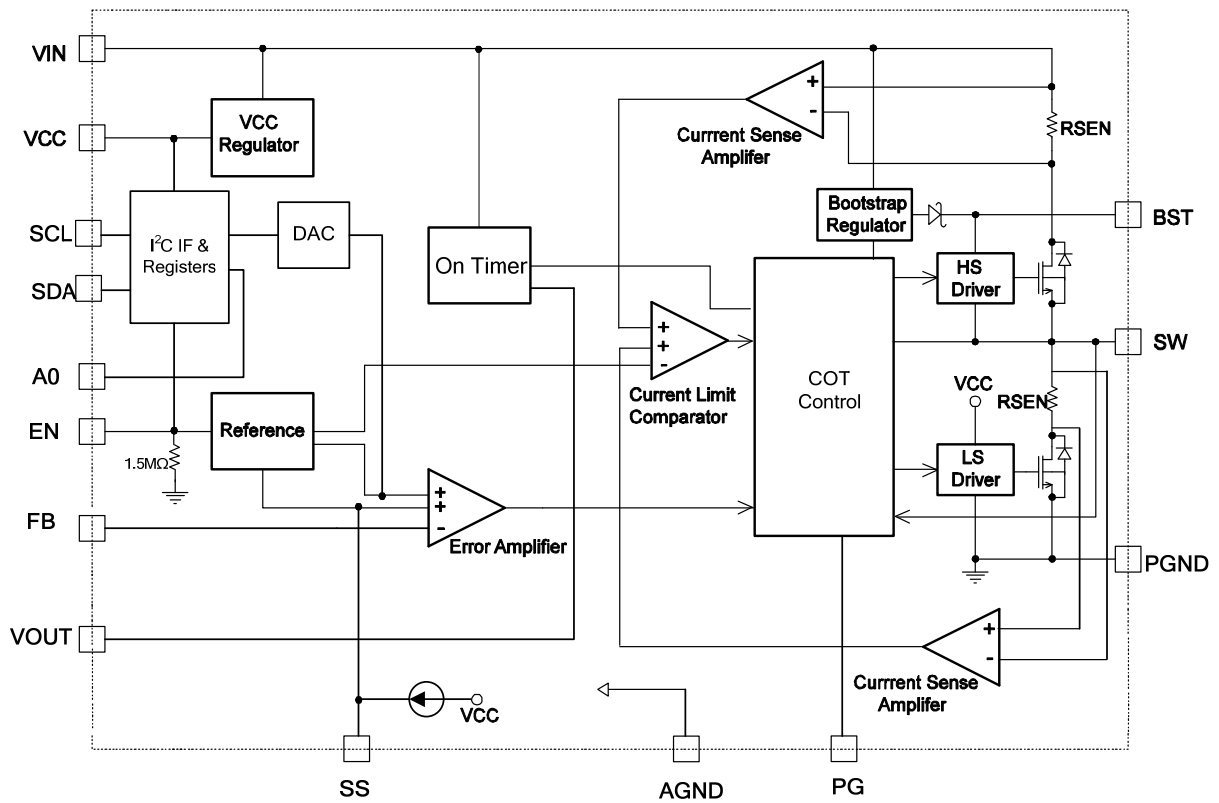 VIN
VCC
Regulator
VCC
Currrent Sense
Amplifer
RSEN
Bootstrap
Regulator
BST
SCL
I²C IF &
Registers
DAC
On Timer
HS
Driver
SDA
SW
A0
Current Limit
Comparator
COT
Control
VCC
RSEN
EN
Reference
1.5MΩ
LS
Driver
FB
Error Amplifier
PGND
VOUT
Currrent Sense
Amplifer
VCC
SS
AGND
PG
+
-
+
+
-
+
+
-
+
-